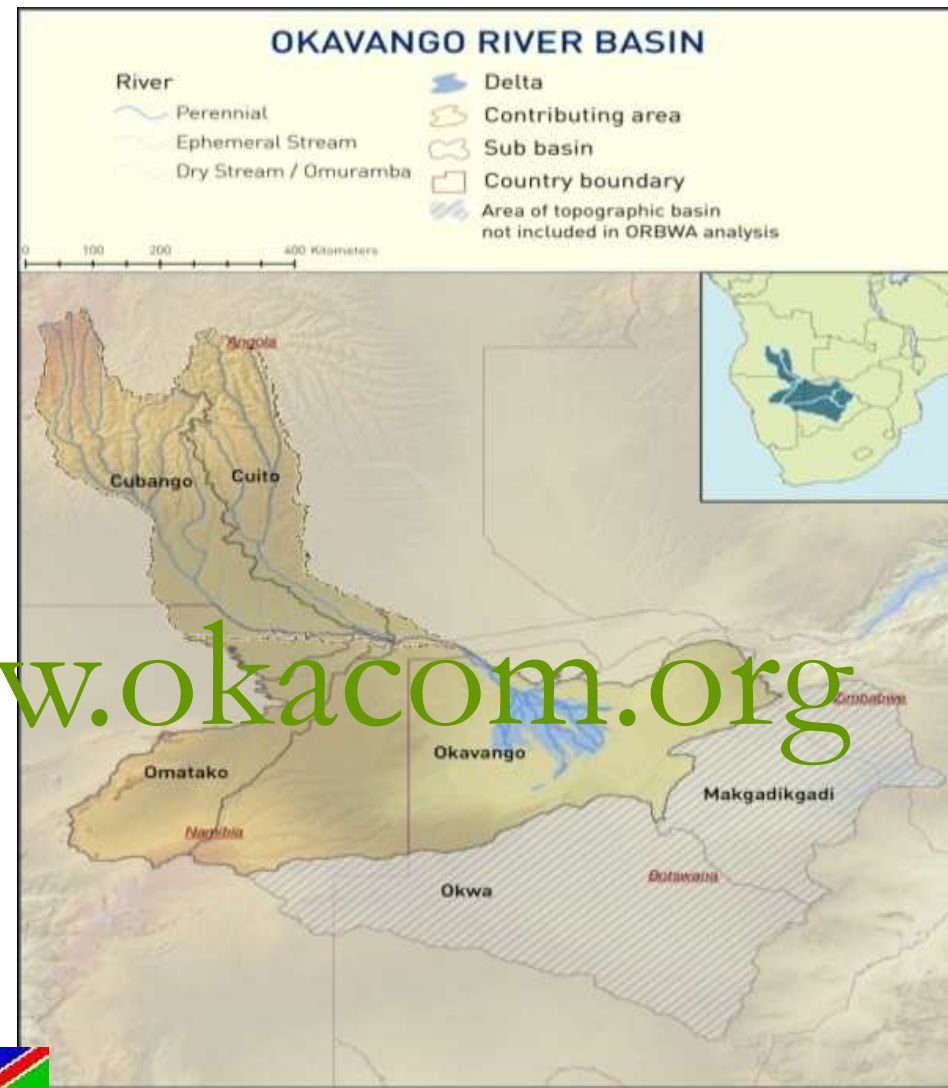 OKAVANGO RIVER BASIN
River
Perennial
Ephemeral Stream
Dry Stream / Omuramba
Delta
Contributing area
Sub basin
Country boundary
Area of topographic basin
not included in ORBWA analysis
0 100 200 400 Kilometers
Angola
Cubango
Cuito
w.okacom.org
Zimbabwe
Okavango
Omatako
Makgadikgadi
Namibia
Botswana
Okwa